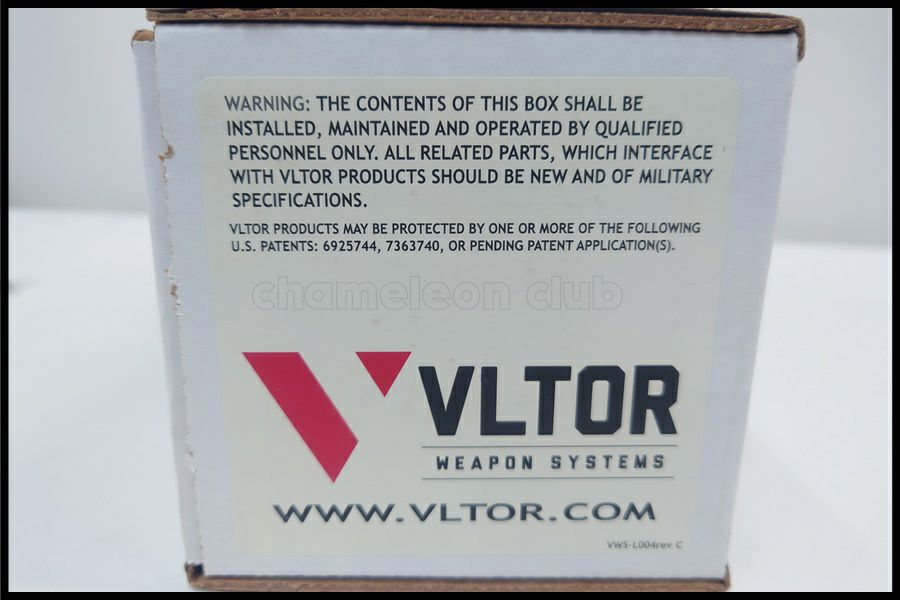 WARNING: THE CONTENTS OF THIS BOX SHALL BE
INSTALLED, MAINTAINED AND OPERATED BY QUALIFIED
PERSONNEL ONLY. ALL RELATED PARTS, WHICH INTERFACE
WITH VLTOR PRODUCTS SHOULD BE NEW AND OF MILITARY
SPECIFICATIONS.
VLTOR PRODUCTS MAY BE PROTECTED BY ONE OR MORE OF THE FOLLOWING
U.S. PATENTS: 6925744, 7363740, OR PENDING PATENT APPLICATION(S).
chameleon club
VLTOR
WEAPON SYSTEMS
WWW.VLTOR.COM
VWS-L004rev C